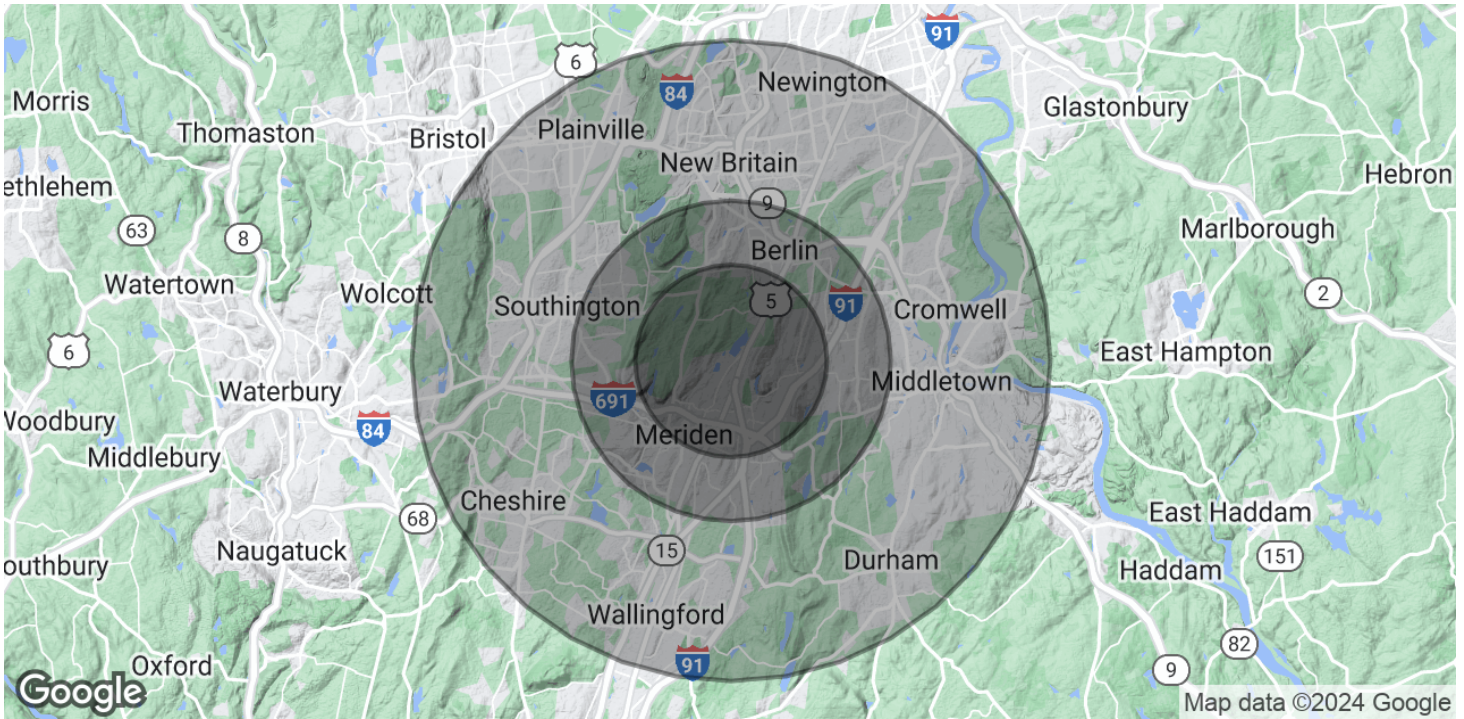 6
91
84
Newington
Morris
Glastonbury
Thomaston
Bristol
Plainville
New Britain
Hebron
ethlehem
9
63
8
Marlborough
Berlin
Watertown
Wolcott
Southington
5
91
Cromwell
2
6
East Hampton
Waterbury
Middletown
691
Woodbury
84
Meriden
Middlebury
Cheshire
68
East Haddam
15
Naugatuck
outhbury
Durham
151
Haddam
Wallingford
82
91
Oxford
9
Google
Map data ©2024 Google